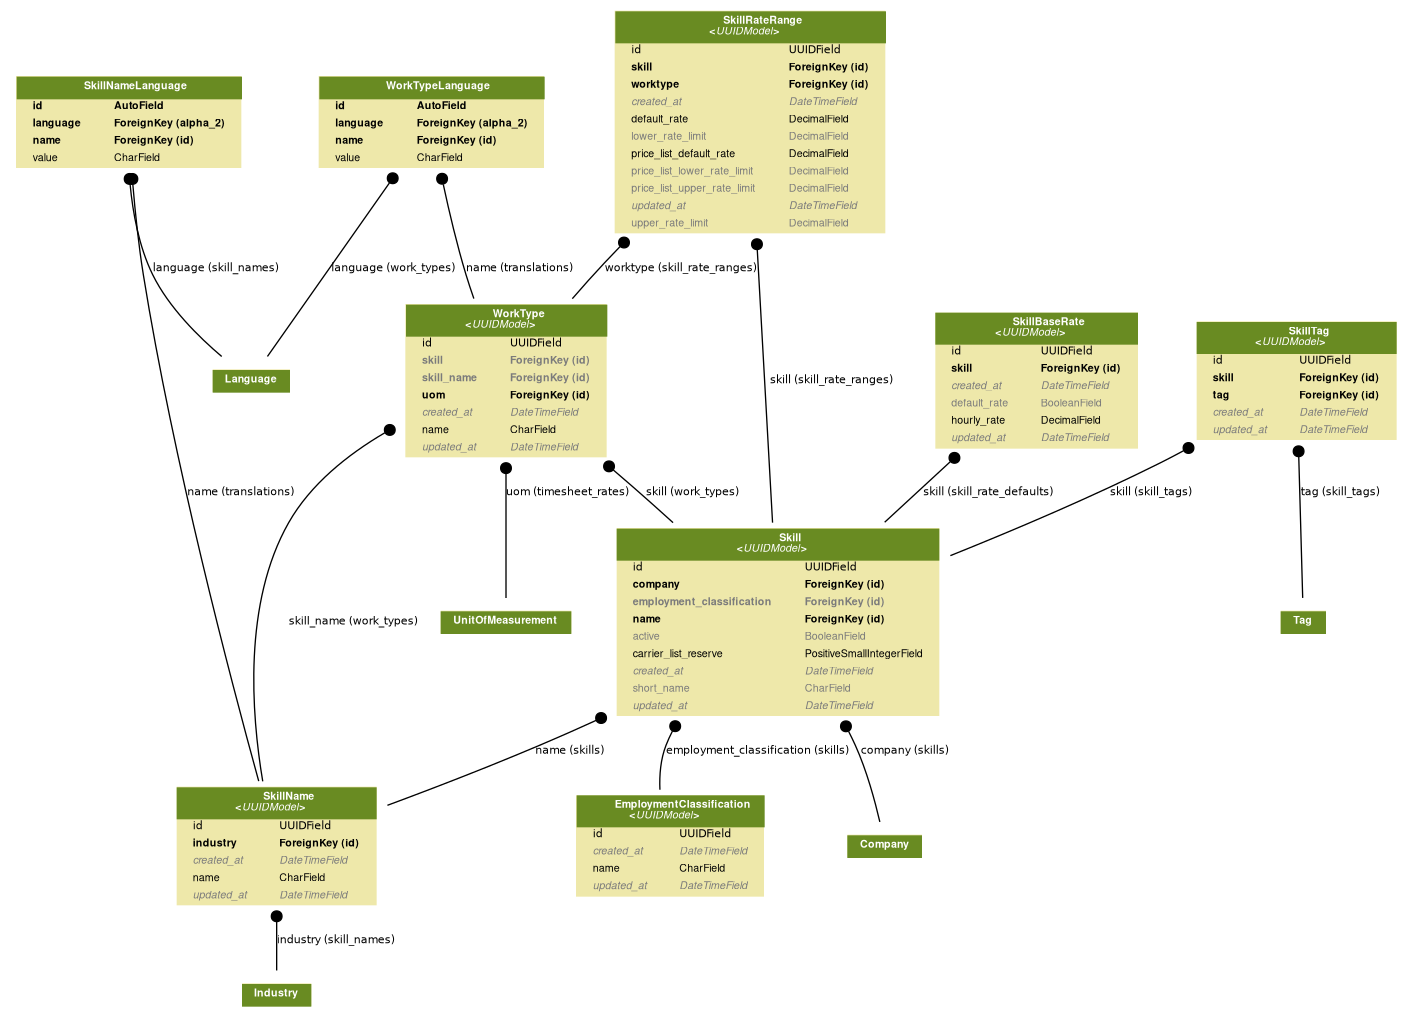 SkillRateRange
<UUIDModel>
id UUIDField
skill ForeignKey (id)
worktype ForeignKey (id)
created_at DateTimeField
default_rate DecimalField
lower_rate_limit DecimalField
price_list_default_rate DecimalField
price_list_lower_rate_limit DecimalField
price_list_upper_rate_limit DecimalField
updated_at DateTimeField
upper_rate_limit DecimalField
SkillNameLanguage
id AutoField
language ForeignKey (alpha_2)
name ForeignKey (id)
value CharField
WorkTypeLanguage
id AutoField
language ForeignKey (alpha_2)
name ForeignKey (id)
value CharField
language (skill_names)
language (work_types)
name (translations)
worktype (skill_rate_ranges)
WorkType
<UUIDModel>
id UUIDField
skill ForeignKey (id)
skill_name ForeignKey (id)
uom ForeignKey (id)
created_at DateTimeField
name CharField
updated_at DateTimeField
SkillBaseRate
<UUIDModel>
id UUIDField
skill ForeignKey (id)
created_at DateTimeField
default_rate BooleanField
hourly_rate DecimalField
updated_at DateTimeField
SkillTag
<UUIDModel>
id UUIDField
skill ForeignKey (id)
tag ForeignKey (id)
created_at DateTimeField
updated_at DateTimeField
Language
skill (skill_rate_ranges)
name (translations)
uom (timesheet_rates)
skill (work_types)
skill (skill_rate_defaults)
skill (skill_tags)
tag (skill_tags)
Skill
<UUIDModel>
id UUIDField
company ForeignKey (id)
employment_classification ForeignKey (id)
name ForeignKey (id)
active BooleanField
carrier_list_reserve PositiveSmallIntegerField
created_at DateTimeField
short_name CharField
updated_at DateTimeField
skill_name (work_types)
UnitOfMeasurement
Tag
name (skills)
employment_classification (skills)
company (skills)
SkillName
<UUIDModel>
id UUIDField
industry ForeignKey (id)
created_at DateTimeField
name CharField
updated_at DateTimeField
EmploymentClassification
<UUIDModel>
id UUIDField
created_at DateTimeField
name CharField
updated_at DateTimeField
Company
industry (skill_names)
Industry